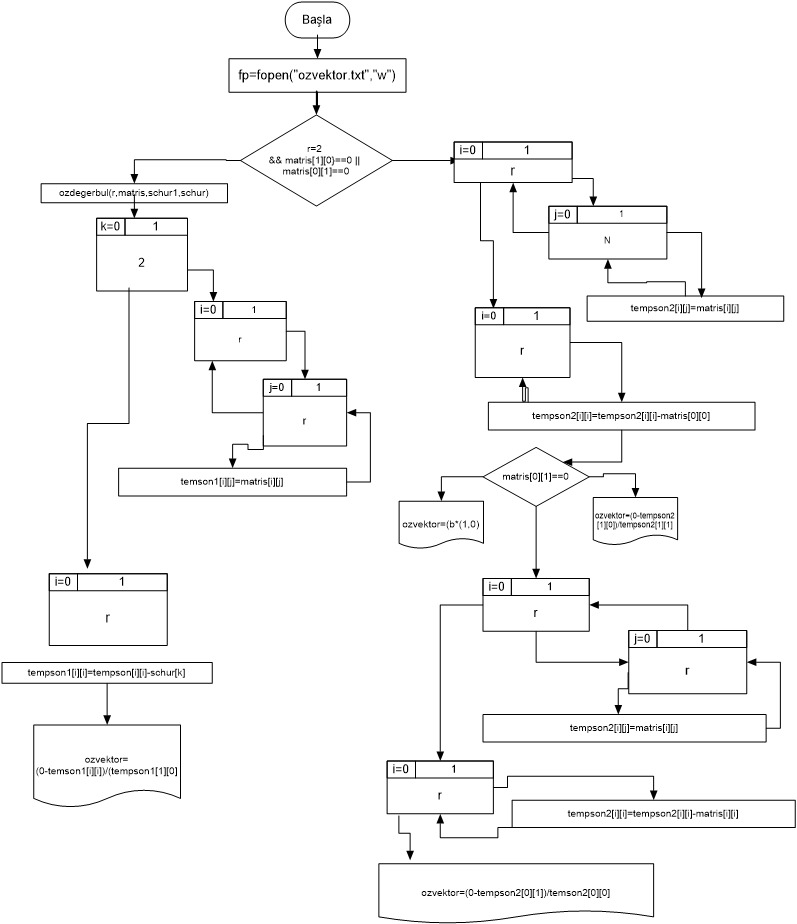 Başla
fp=fopen("ozvektor.txt","w")
r=2
&& matris[1][0}==0 ||
matris[0][1]==0
ozdegerbul(r,matris,schur1,schur)
k=0
1
2
i=0
1
r
j=0
1
r
temson1[i][j]=matris[i][j]
i=0
1
r
tempson1[i][i]=tempson[i][i]-schur[k]
ozvektor=
(0-temson1[i][i])/(tempson1[1][0]
i=0
1
r
j=0
1
N
tempson2[i][j]=matris[i][j]
i=0
1
r
tempson2[i][i]=tempson2[i][i]-matris[0][0]
matris[0][1]==0
ozvektor=(b*(1,0)
ozvektor=(0-tempson2
[1][0])/tempson2[1][1]
i=0
1
r
j=0
1
r
tempson2[i][j]=matris[i][j]
i=0
1
r
tempson2[i][i]=tempson2[i][i]-matris[i][i]
ozvektor=(0-tempson2[0][1])/temson2[0][0]